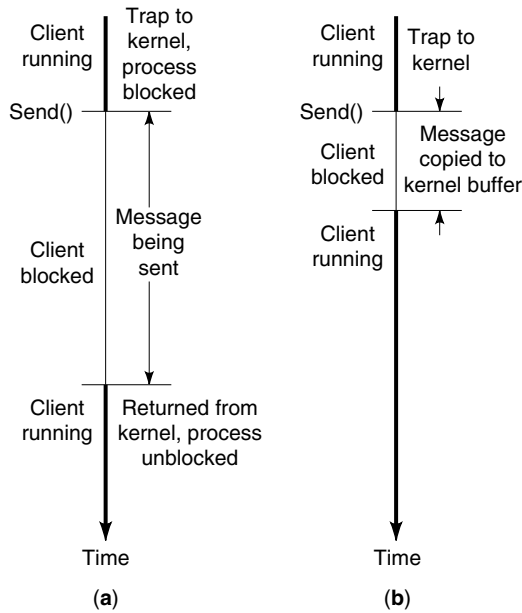 Client
running
Trap to
kernel,
process
blocked
Send()
Message
being
sent
Client
blocked
Client
running
Returned from
kernel, process
unblocked
Time
(a)
Client
running
Trap to
kernel
Send()
Message
copied to
kernel buffer
Client
blocked
Client
running
Time
(b)